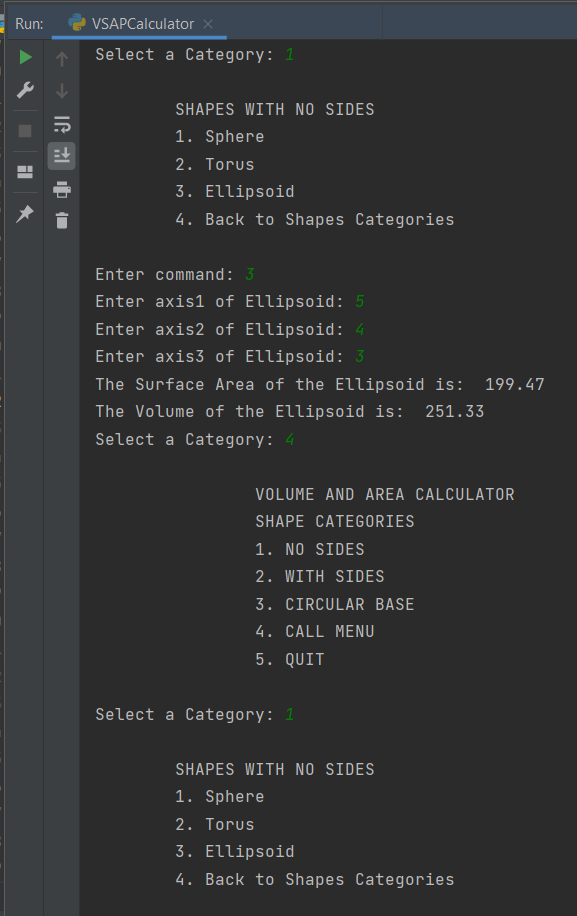 Run: VSAPCalculator
Select a Category: 1
SHAPES WITH NO SIDES
1. Sphere
2. Torus
3. Ellipsoid
4. Back to Shapes Categories
Enter command: 3
Enter axis1 of Ellipsoid: 5
Enter axis2 of Ellipsoid: 4
Enter axis3 of Ellipsoid: 3
The Surface Area of the Ellipsoid is:  199.47
The Volume of the Ellipsoid is:  251.33
Select a Category: 4
VOLUME AND AREA CALCULATOR
SHAPE CATEGORIES
1. NO SIDES
2. WITH SIDES
3. CIRCULAR BASE
4. CALL MENU
5. QUIT
Select a Category: 1
SHAPES WITH NO SIDES
1. Sphere
2. Torus
3. Ellipsoid
4. Back to Shapes Categories